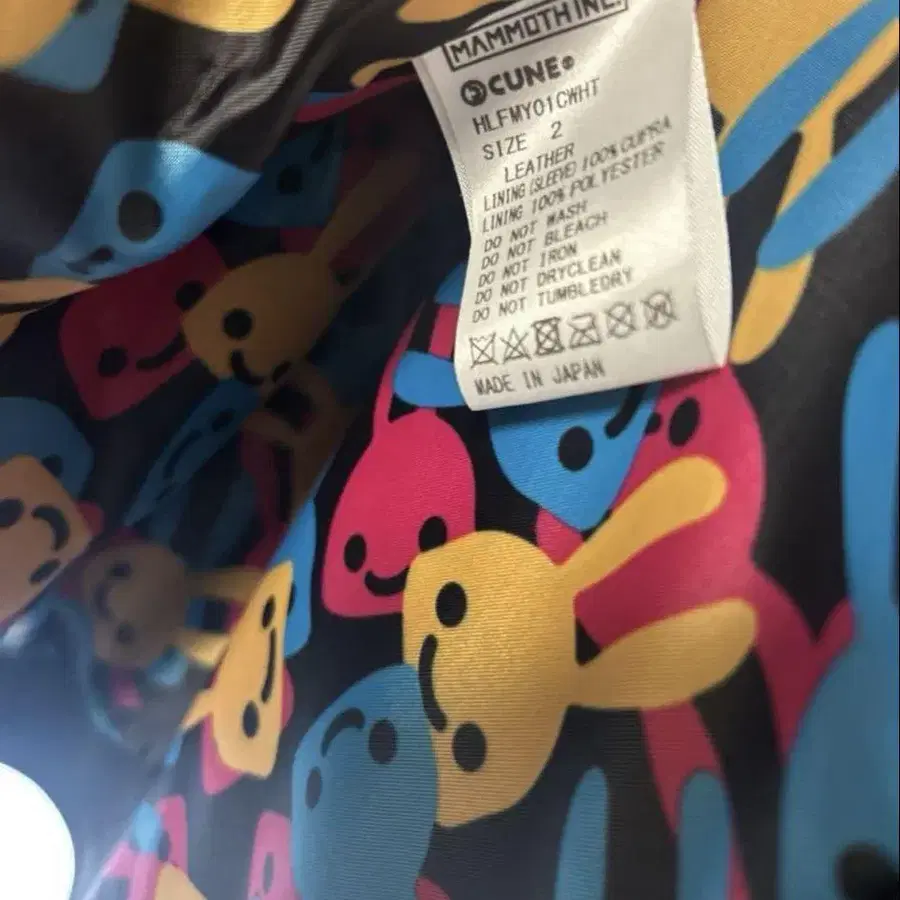 MAMMOTH INC.
CUNE®
HLFMY01CWHT
SIZE 2
LEATHER
LINING (SLEEVE) 100% CUPRA
LINING 100% POLYESTER
DO NOT WASH
DO NOT BLEACH
DO NOT IRON
DO NOT DRYCLEAN
DO NOT TUMBLEDRY
MADE IN JAPAN